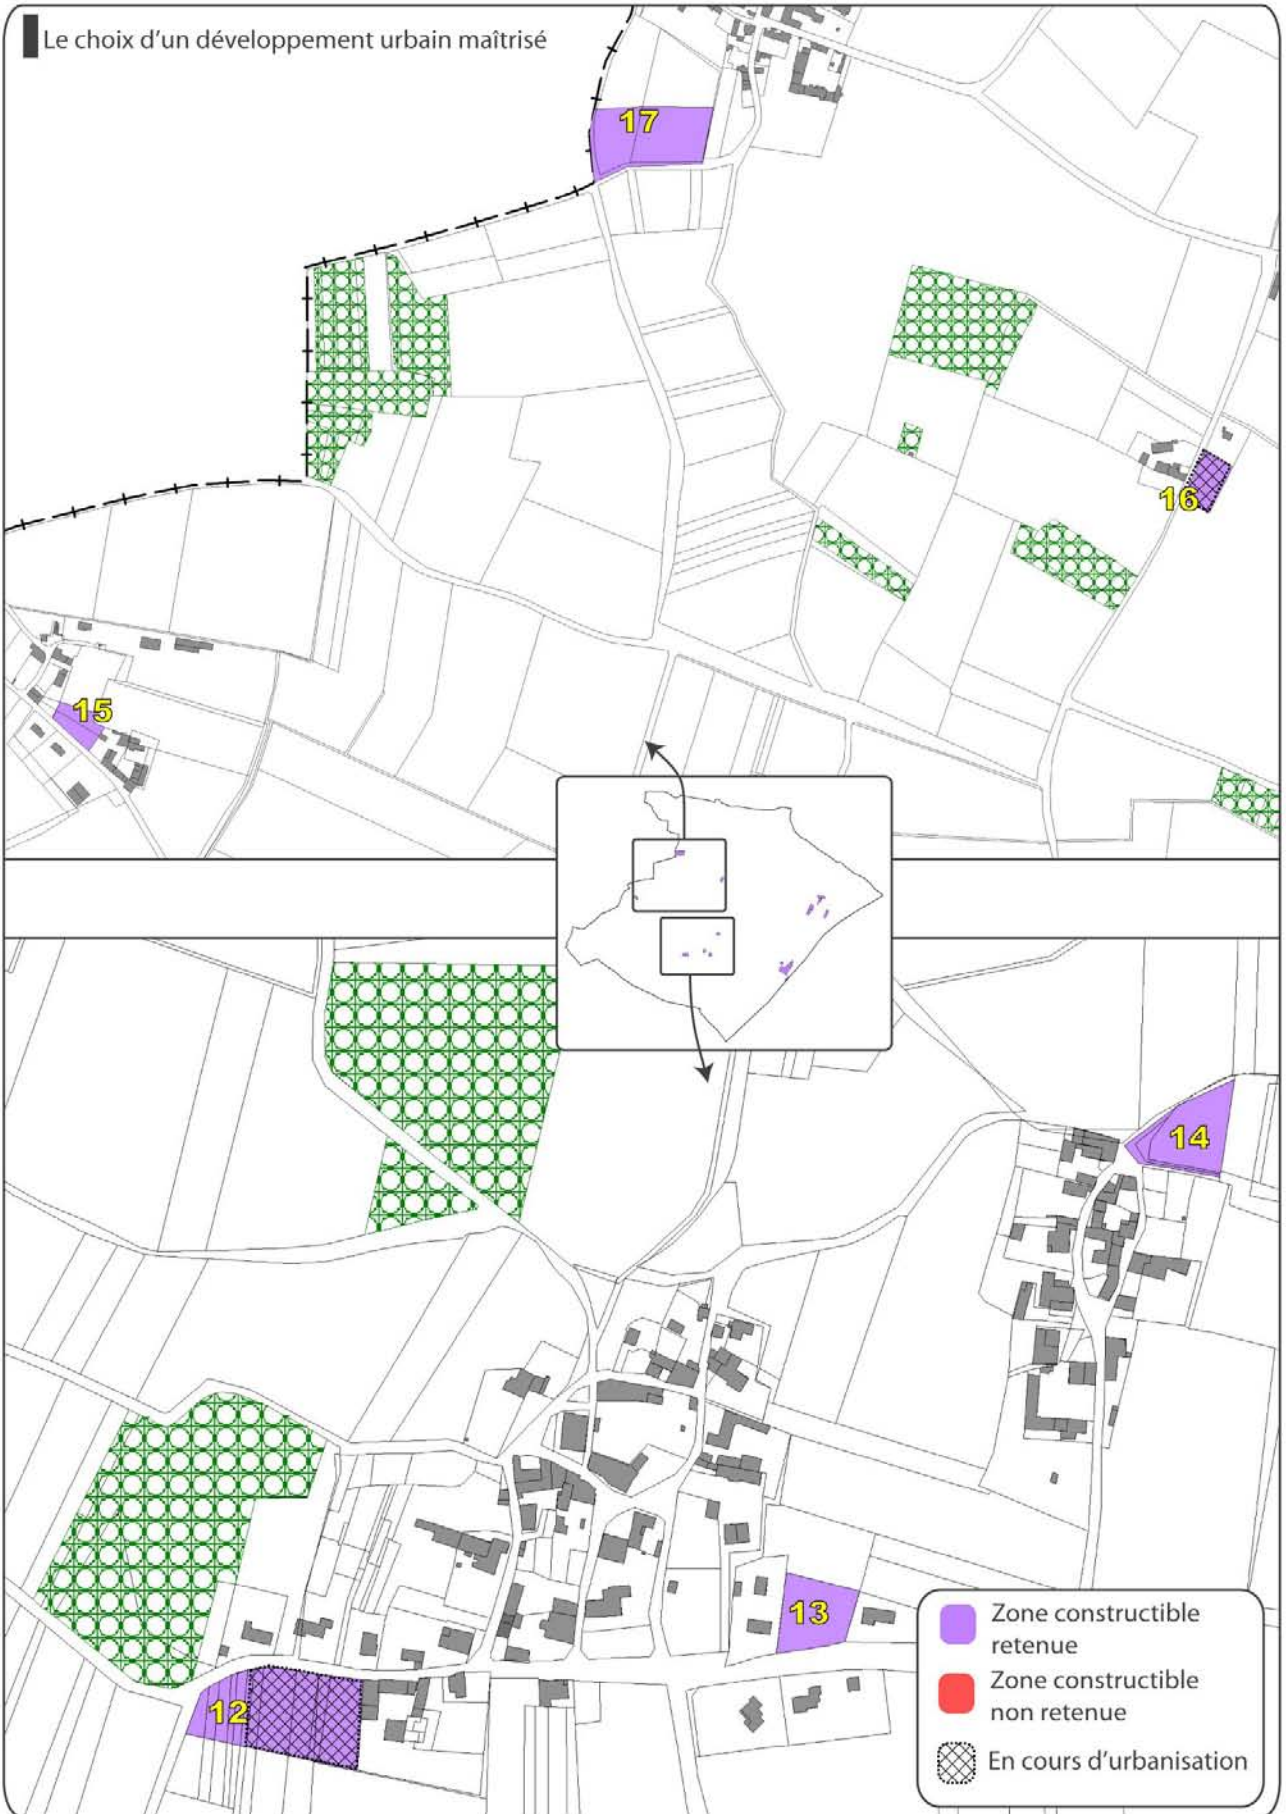 Le choix d’un développement urbain maîtrisé
17
16
15
14
13
12
Zone constructible
retenue
Zone constructible
non retenue
En cours d’urbanisation